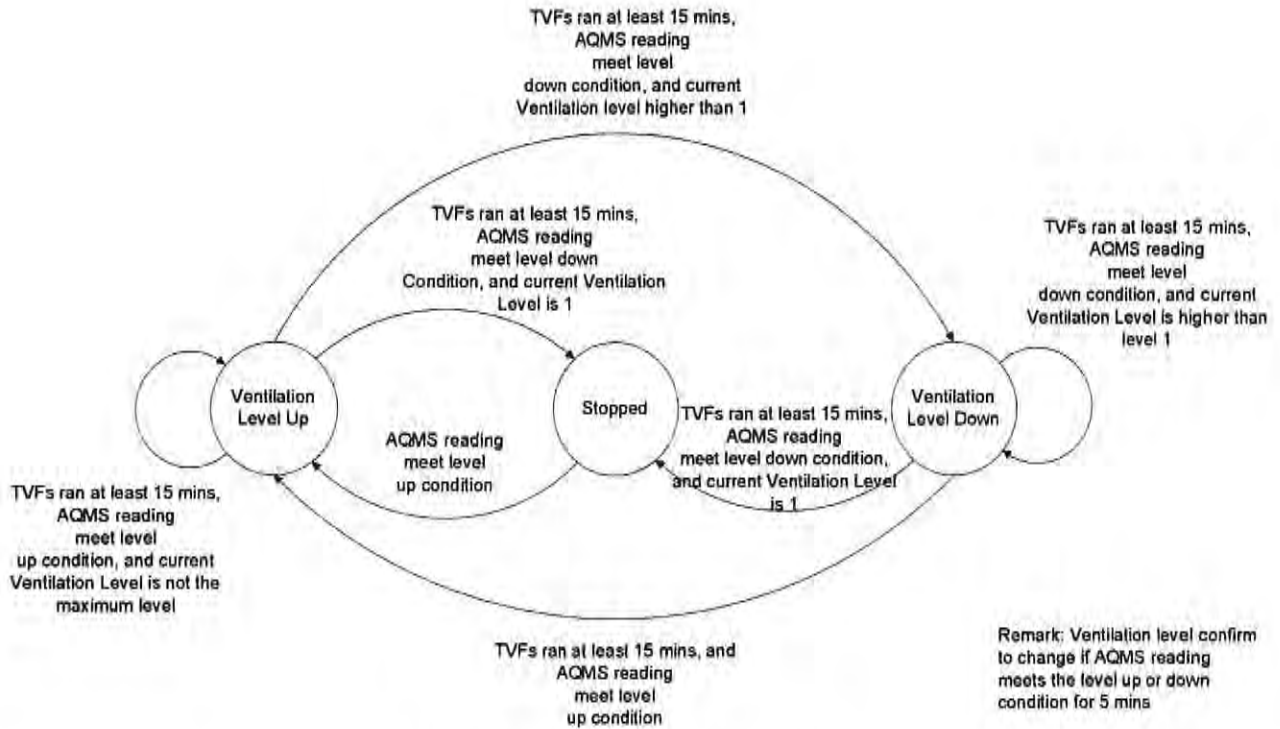 TVFs ran at least 15 mins,
AQMS reading
meet level
down condition, and current
Ventilation level higher than 1
TVFs ran at least 15 mins,
AQMS reading
meet level down
Condition, and current Ventilation
Level is 1
TVFs ran at least 15 mins,
AQMS reading
meet level
down condition, and current
Ventilation Level is higher than
level 1
Ventilation
Level Up
Stopped
Ventilation
Level Down
TVFs ran at least 15 mins,
AQMS reading
meet level down condition,
and current Ventilation Level
is 1
AQMS reading
meet level
up condition
TVFs ran at least 15 mins,
AQMS reading
meet level
up condition, and current
Ventilation Level is not the
maximum level
TVFs ran at least 15 mins, and
AQMS reading
meet level
up condition
Remark: Ventilation level confirm
to change if AQMS reading
meets the level up or down
condition for 5 mins